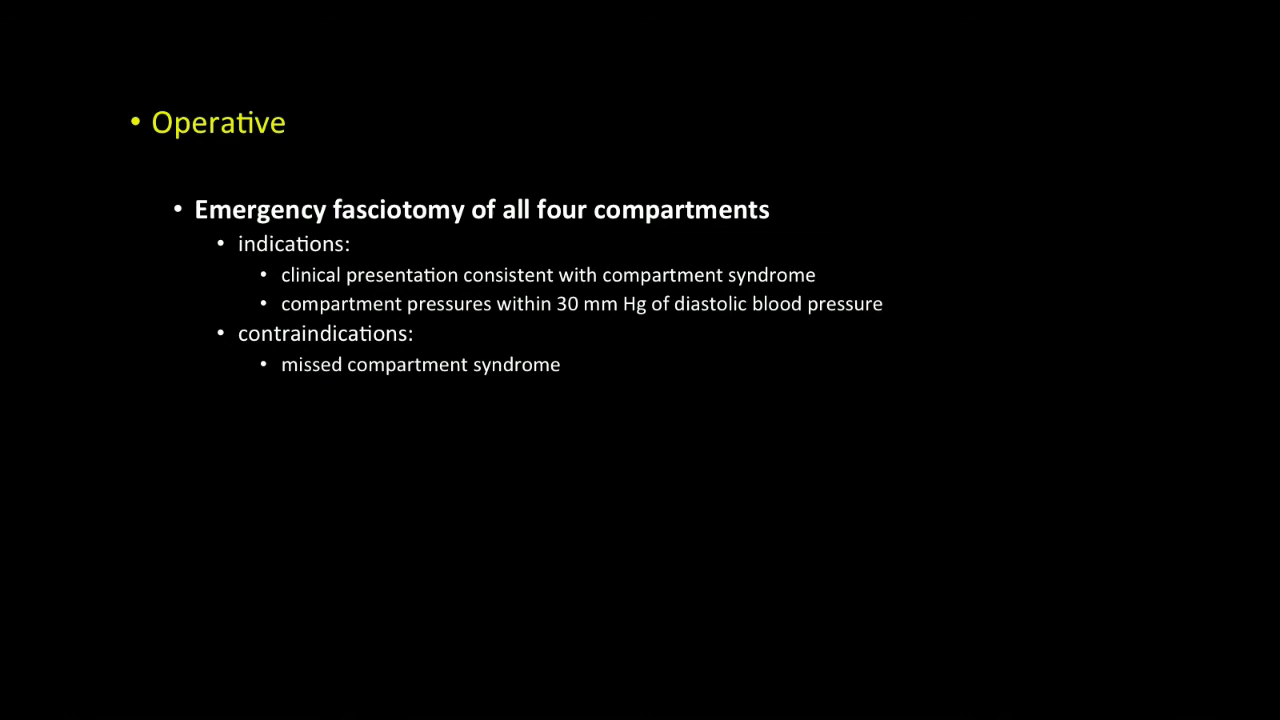 • Operative
• Emergency fasciotomy of all four compartments
• indications:
• clinical presentation consistent with compartment syndrome
• compartment pressures within 30 mm Hg of diastolic blood pressure
• contraindications:
• missed compartment syndrome